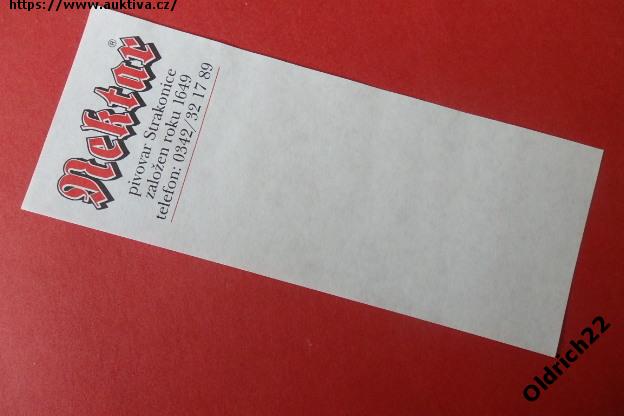 https://www.auktiva.cz/
Nektar®
pivovar Strakonice
založen roku 1649
telefon: 0342/32 17 89
Oldrich22